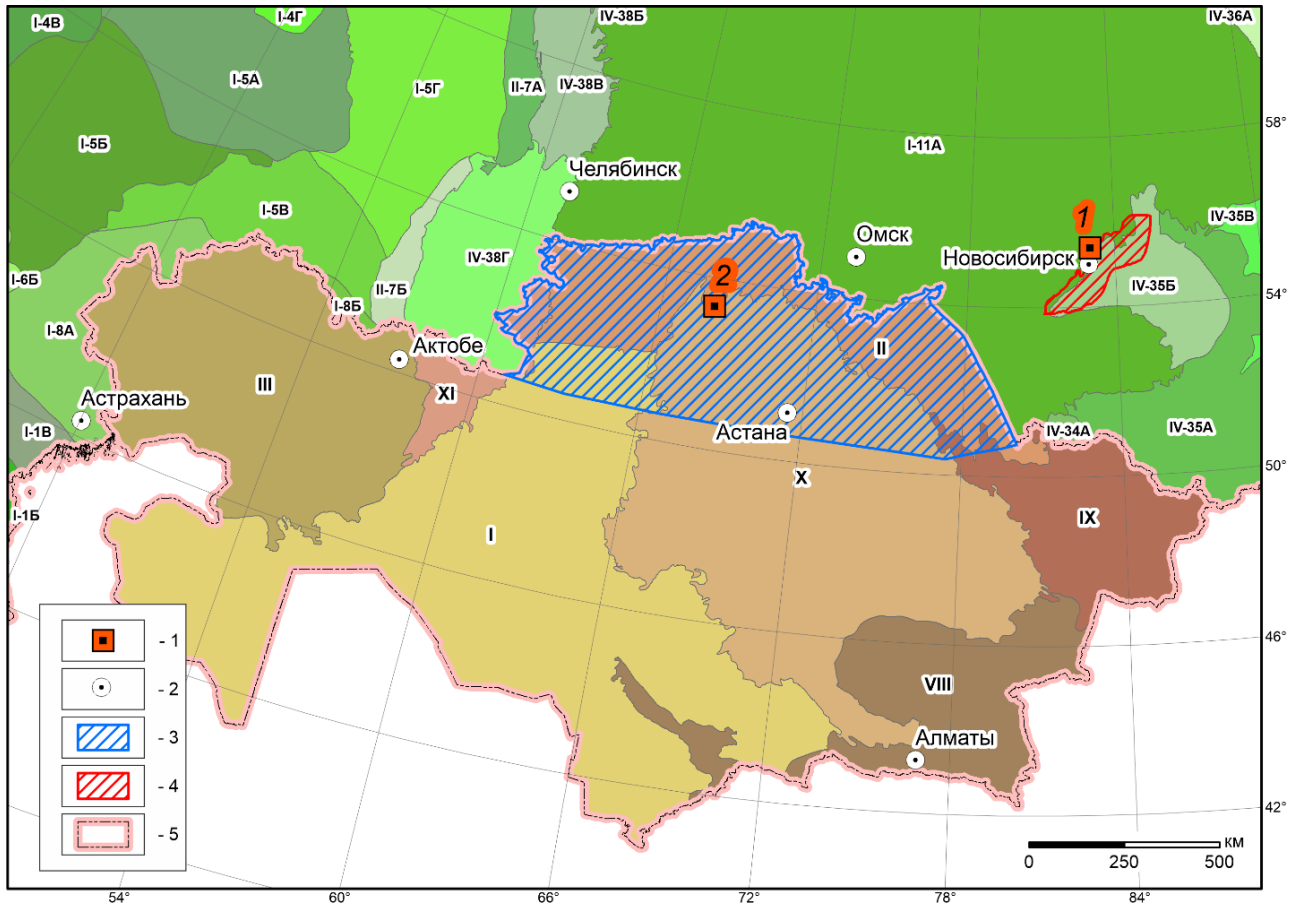 I-4В
I-4Г
IV-38Б
IV-36А
I-5А
I-5Г
II-7А
IV-38В
58°
I-5Б
I-11А
Челябинск
I-5В
IV-35В
1
Омск
Новосибирск
IV-38Г
I-6Б
2
IV-35Б
54°
II-7Б
I-8Б
I-8А
Актобе
II
III
XI
Астрахань
I-1В
Астана
IV-34А
IV-35А
50°
X
I-1Б
IX
I
- 1
46°
- 2
VIII
- 3
Алматы
- 4
42°
- 5
км
0 250 500
54° 60° 66° 72° 78° 84°